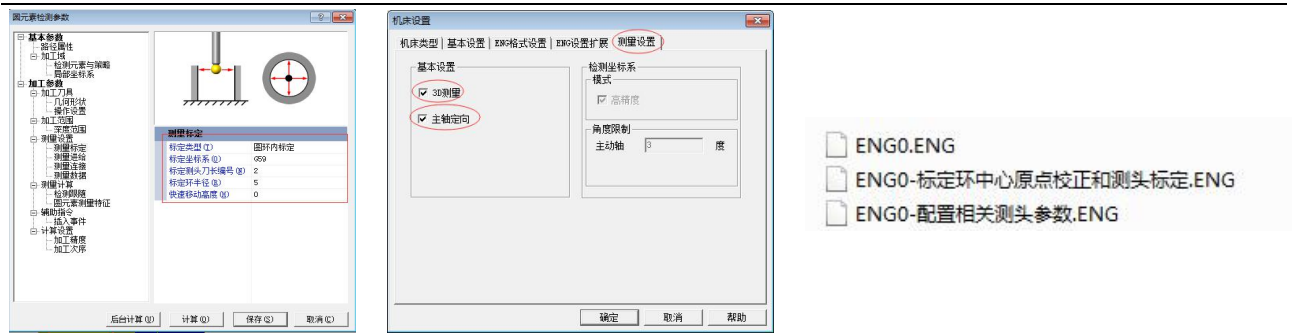 圆元素检测参数
基本参数
路径属性
加工域
检测元素与策略
局部坐标系
加工参数
加工刀具
几何形状
操作设置
加工范围
深度范围
测量设置
测量标定
测量进给
测量连接
测量数据
测量计算
检测跟随
圆元素测量特征
辅助指令
插入事件
计算设置
加工精度
加工次序
测量标定
标定类型(T) 圆环内标定
标定坐标系(O) G59
标定测头刀长编号(W) 2
标定环半径(R) 5
快速移动高度(H) 0
后台计算(U) 计算(Q) 保存(S) 取消(C)
机床设置
机床类型 基本设置 ENG格式设置 ENG设置扩展 测量设置
基本设置
3D测量
主轴定向
检测坐标系
模式
高精度
角度限制
主动轴 3 度
确定 取消 帮助
ENG0.ENG
ENG0-标定环中心原点校正和测头标定.ENG
ENG0-配置相关测头参数.ENG